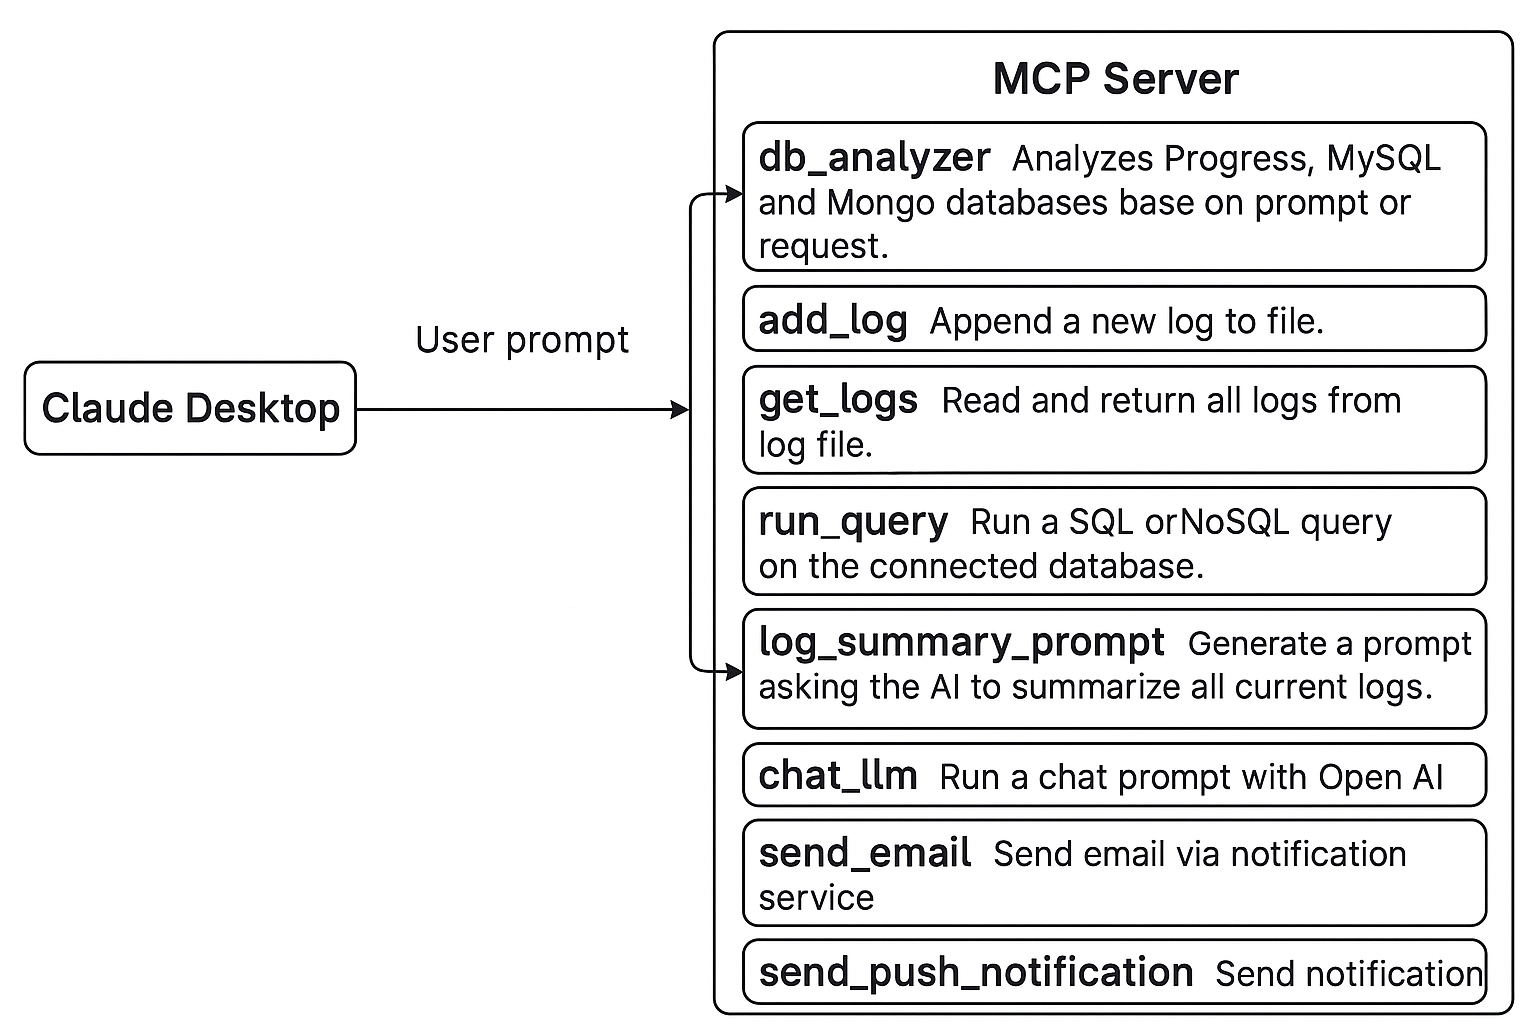 MCP Server
db_analyzer Analyzes Progress, MySQL
and Mongo databases base on prompt or
request.
add_log Append a new log to file.
User prompt
get_logs Read and return all logs from
log file.
Claude Desktop
run_query Run a SQL orNoSQL query
on the connected database.
log_summary_prompt Generate a prompt
asking the AI to summarize all current logs.
chat_llm Run a chat prompt with Open AI
send_email Send email via notification
service
send_push_notification Send notification